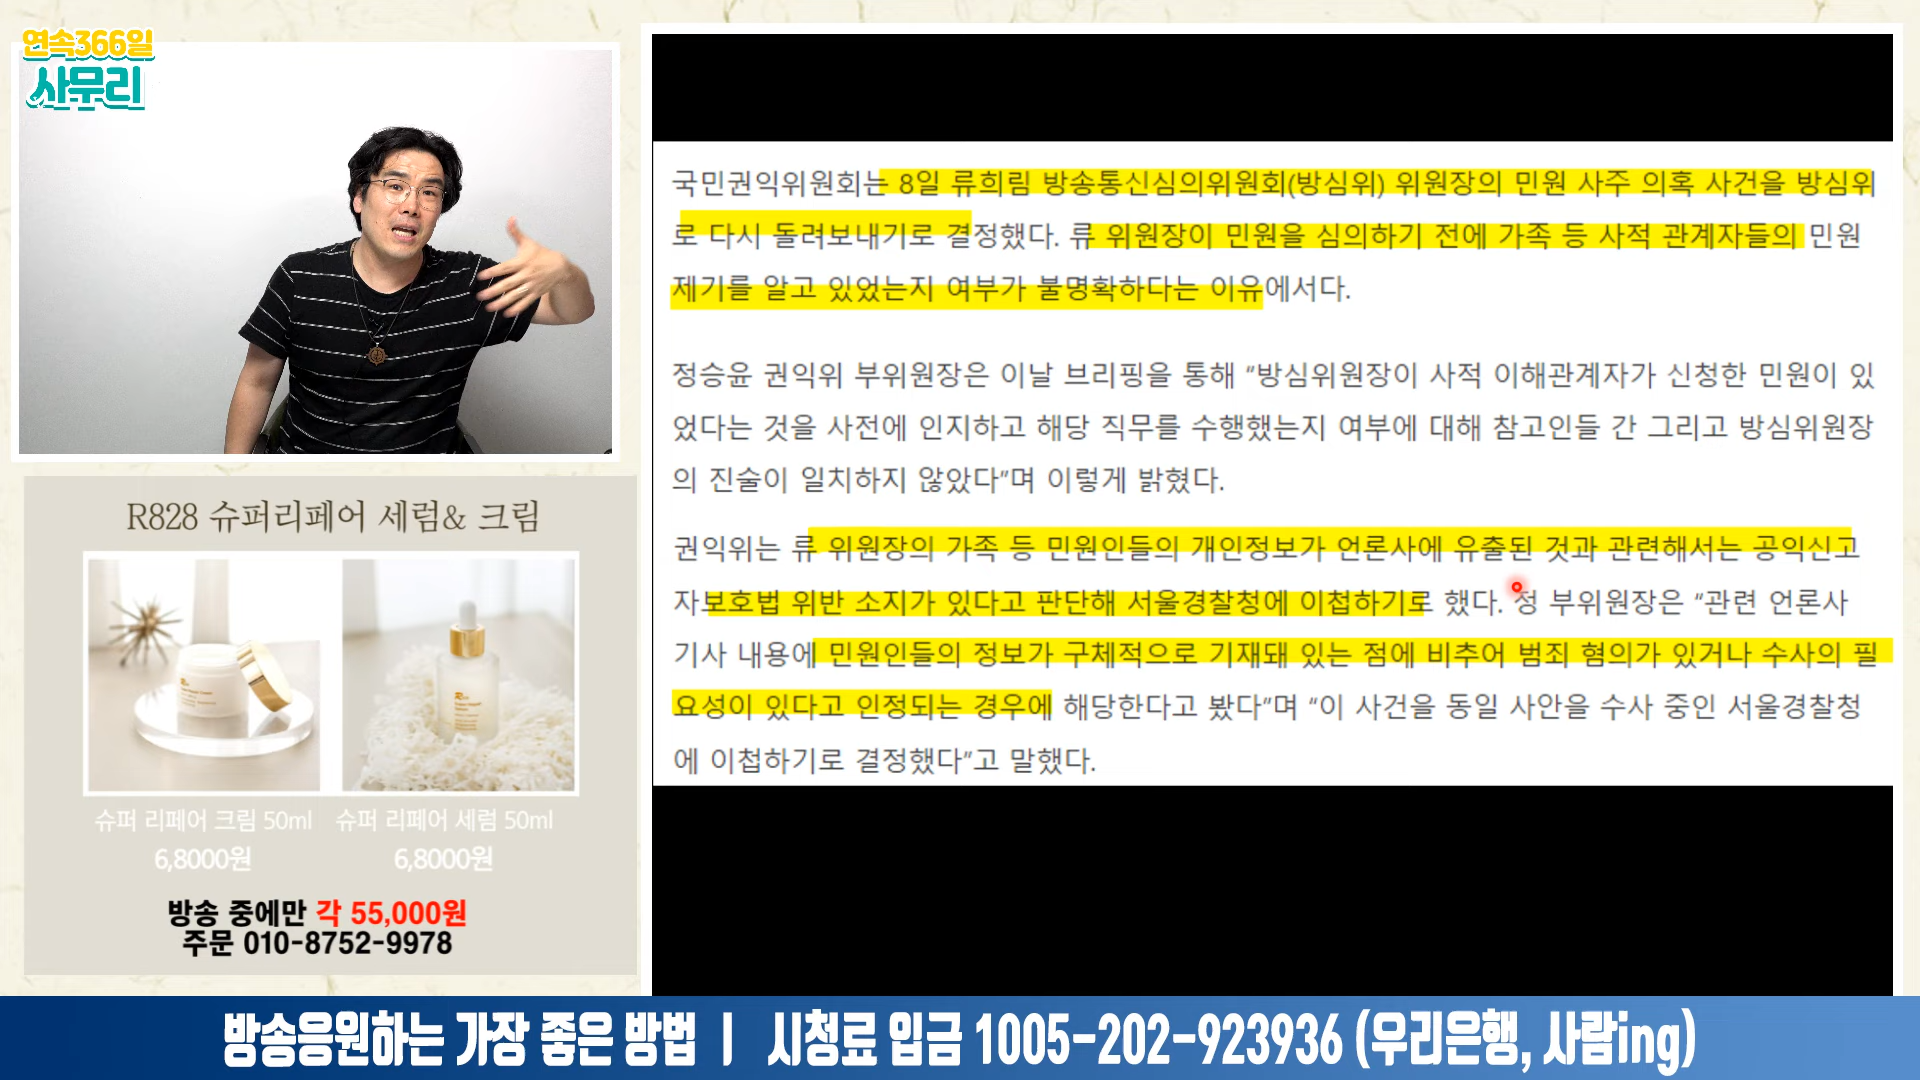 연속366일
사무리
국민권익위원회는 8일 류희림 방송통신심의위원회(방심위) 위원장의 민원 사주 의혹 사건을 방심위
로 다시 돌려보내기로 결정했다. 류 위원장이 민원을 심의하기 전에 가족 등 사적 관계자들의 민원
제기를 알고 있었는지 여부가 불명확하다는 이유에서다.
정승윤 권익위 부위원장은 이날 브리핑을 통해 “방심위원장이 사적 이해관계자가 신청한 민원이 있
었다는 것을 사전에 인지하고 해당 직무를 수행했는지 여부에 대해 참고인들 간 그리고 방심위원장
의 진술이 일치하지 않았다”며 이렇게 밝혔다.
권익위는 류 위원장의 가족 등 민원인들의 개인정보가 언론사에 유출된 것과 관련해서는 공익신고
자보호법 위반 소지가 있다고 판단해 서울경찰청에 이첩하기로 했다. 정 부위원장은 “관련 언론사
기사 내용에 민원인들의 정보가 구체적으로 기재돼 있는 점에 비추어 범죄 혐의가 있거나 수사의 필
요성이 있다고 인정되는 경우에 해당한다고 봤다”며 “이 사건을 동일 사안을 수사 중인 서울경찰청
에 이첩하기로 결정했다”고 말했다.
R828 슈퍼리페어 세럼& 크림
슈퍼 리페어 크림 50ml 슈퍼 리페어 세럼 50ml
6,8000원 6,8000원
방송 중에만 각 55,000원
주문 010-8752-9978
방송응원하는 가장 좋은 방법 ㅣ 시청료 입금 1005-202-923936 (우리은행, 사람ing)